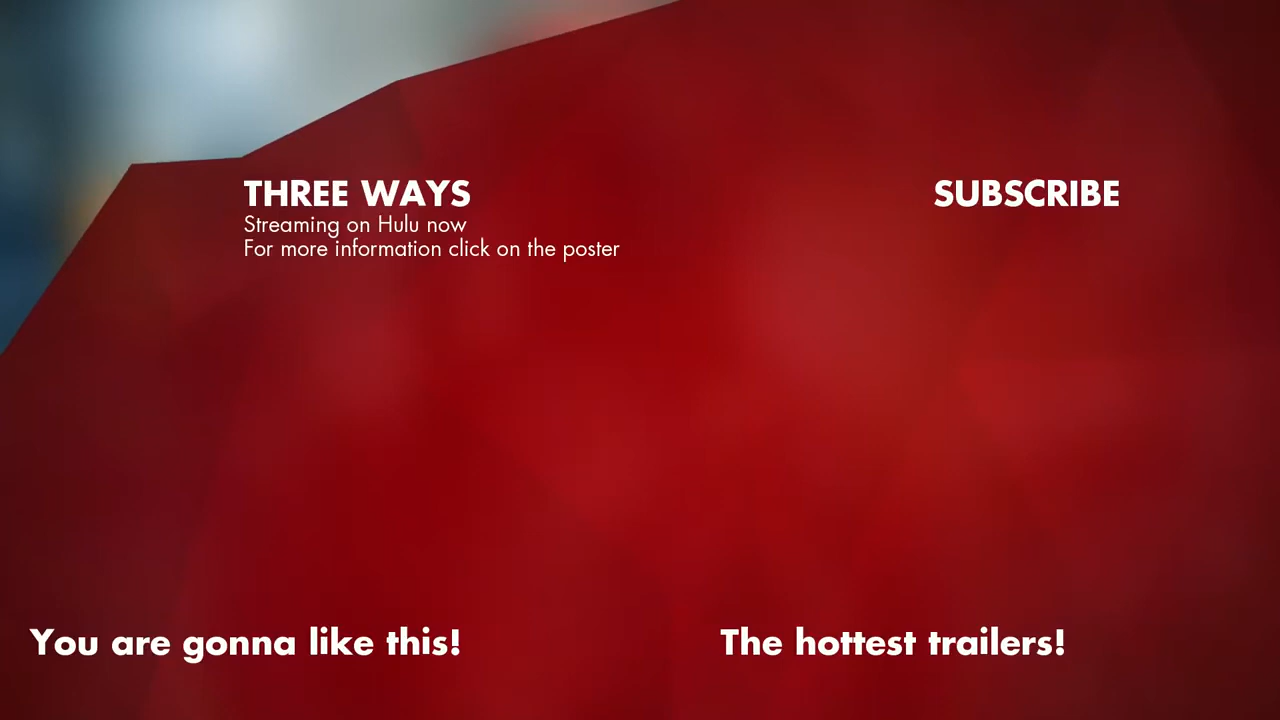 THREE WAYS
Streaming on Hulu now
For more information click on the poster
SUBSCRIBE
You are gonna like this!
The hottest trailers!